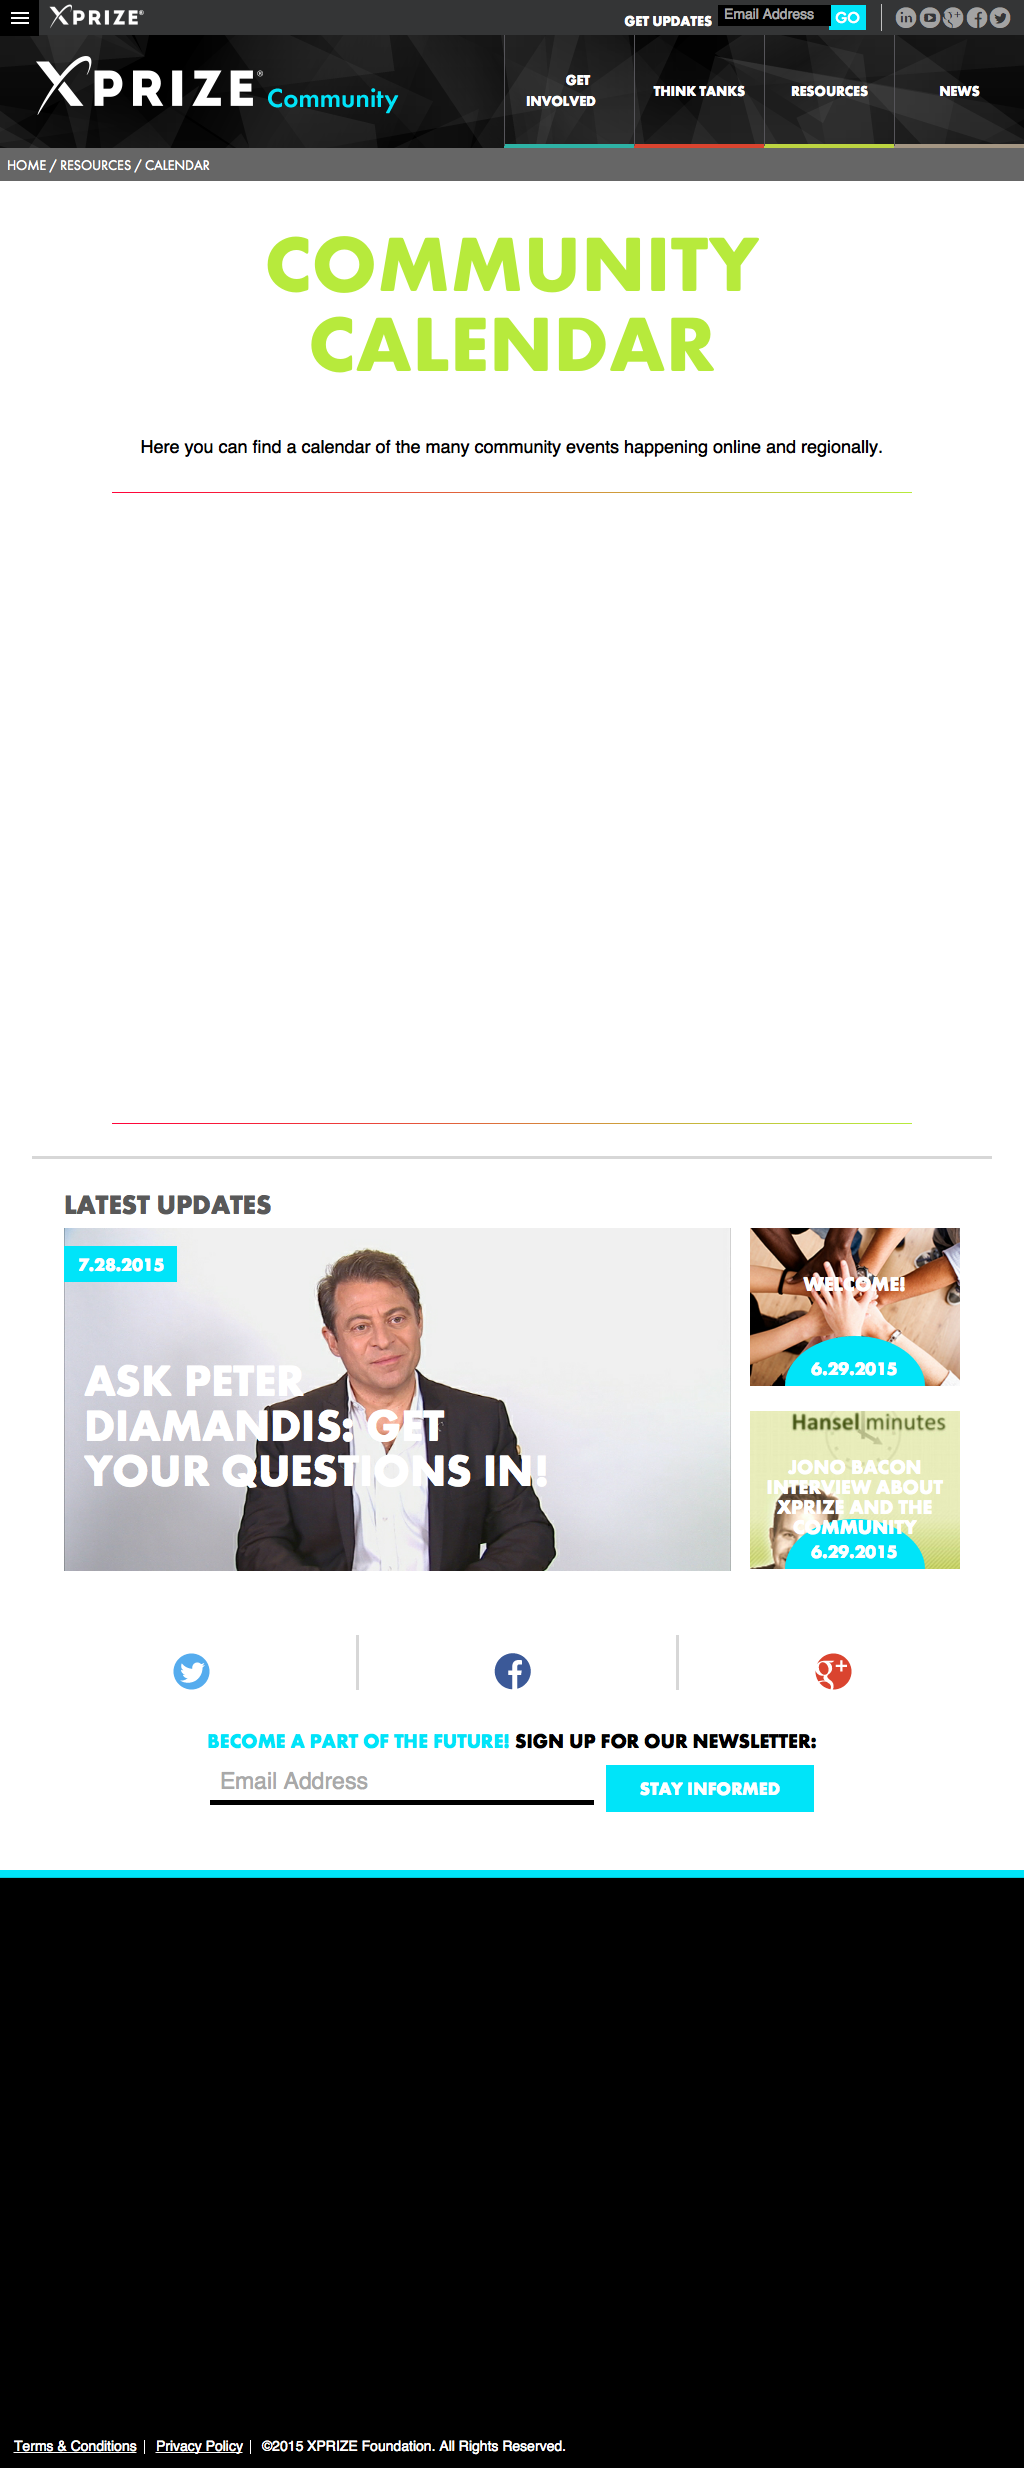 XPRIZE®
GET UPDATES
Email Address
GO
XPRIZE® Community
GET
INVOLVED
THINK TANKS
RESOURCES
NEWS
HOME / RESOURCES / CALENDAR
COMMUNITY
CALENDAR
Here you can find a calendar of the many community events happening online and regionally.
LATEST UPDATES
7.28.2015
ASK PETER
DIAMANDIS: GET
YOUR QUESTIONS IN!
WELCOME!
6.29.2015
Hanselminutes
JONO BACON
INTERVIEW ABOUT
XPRIZE AND THE
COMMUNITY
6.29.2015
BECOME A PART OF THE FUTURE! SIGN UP FOR OUR NEWSLETTER:
Email Address
STAY INFORMED
Terms & Conditions | Privacy Policy | ©2015 XPRIZE Foundation. All Rights Reserved.